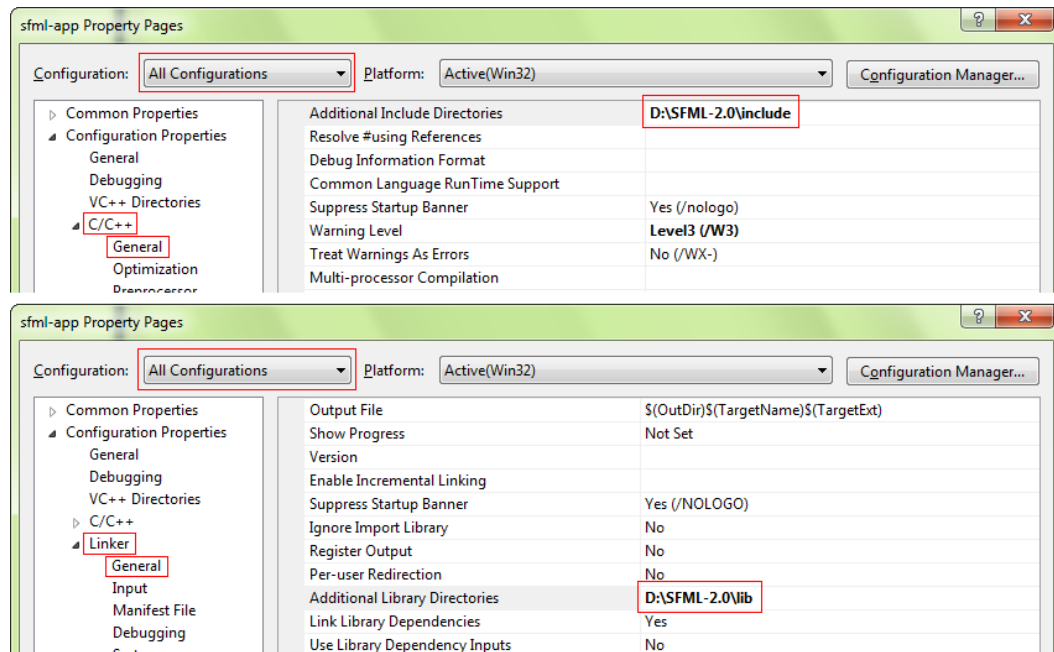 sfml-app Property Pages
Configuration: All Configurations Platform: Active(Win32) Configuration Manager...
Common Properties Additional Include Directories D:\SFML-2.0\include
Configuration Properties Resolve #using References
General Debug Information Format
Debugging Common Language RunTime Support
VC++ Directories Suppress Startup Banner Yes (/nologo)
C/C++ Warning Level Level3 (/W3)
General Treat Warnings As Errors No (/WX-)
Optimization Multi-processor Compilation
Preprocessor
sfml-app Property Pages
Configuration: All Configurations Platform: Active(Win32) Configuration Manager...
Common Properties Output File $(OutDir)$(TargetName)$(TargetExt)
Configuration Properties Show Progress Not Set
General Version
Debugging Enable Incremental Linking
VC++ Directories Suppress Startup Banner Yes (/NOLOGO)
C/C++ Ignore Import Library No
Linker Register Output No
General Per-user Redirection No
Input Additional Library Directories D:\SFML-2.0\lib
Manifest File Link Library Dependencies Yes
Debugging Use Library Dependency Inputs No